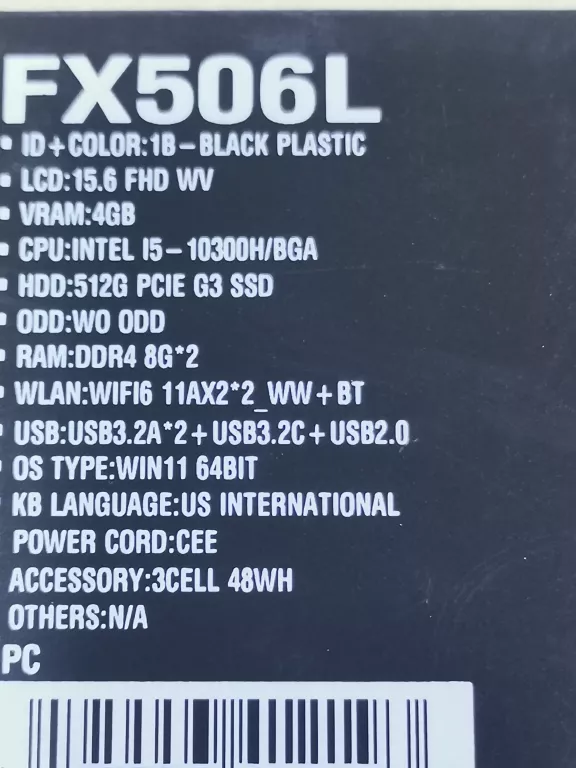 FX506L
• ID+COLOR:1B-BLACK PLASTIC
• LCD:15.6 FHD WV
• VRAM:4GB
• CPU:INTEL I5-10300H/BGA
• HDD:512G PCIE G3 SSD
• ODD:WO ODD
• RAM:DDR4 8G*2
• WLAN:WIFI6 11AX2*2_WW+BT
• USB:USB3.2A*2+USB3.2C+USB2.0
• OS TYPE:WIN11 64BIT
• KB LANGUAGE:US INTERNATIONAL
POWER CORD:CEE
ACCESSORY:3CELL 48WH
OTHERS:N/A
PC